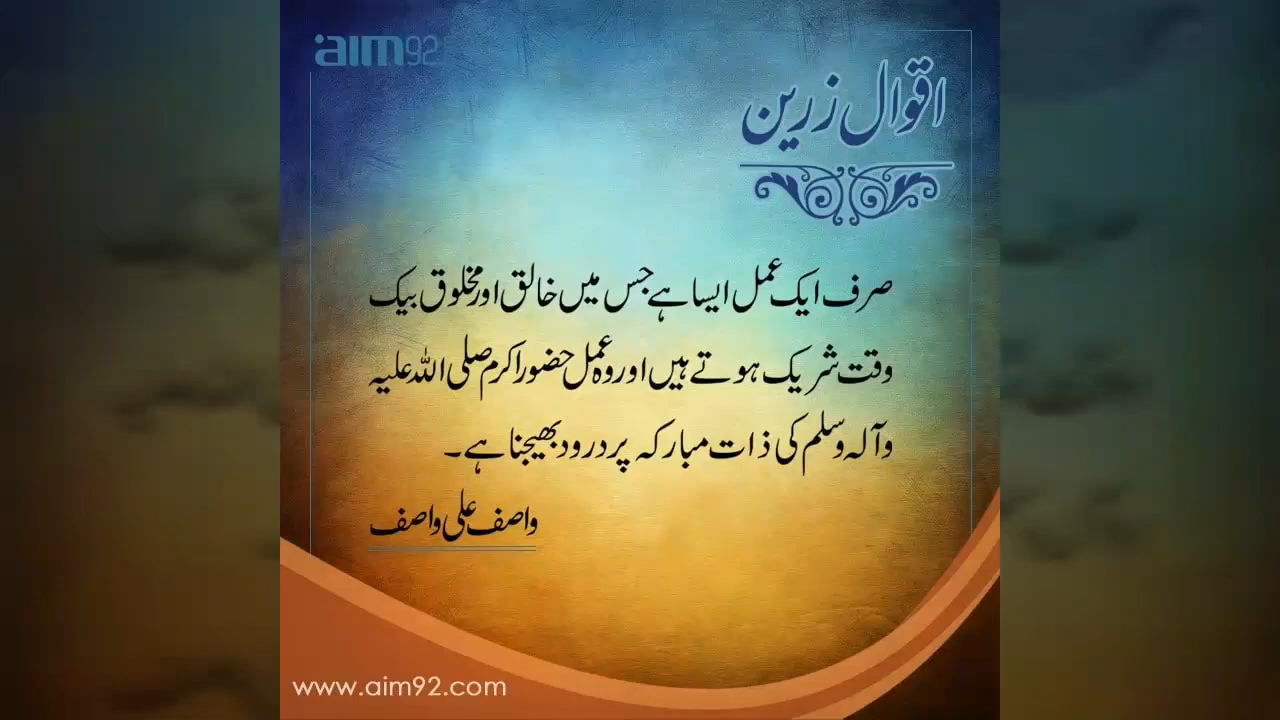 aim92
اقوال زریں
صرف ایک عمل ایسا ہے جس میں خالق اور مخلوق بیک
وقت شریک ہوتے ہیں اور وہ عمل حضور اکرم صلی اللہ علیہ
وآلہ وسلم کی ذات مبارکہ پر درود بھیجنا ہے۔
واصف علی واصف
www.aim92.com